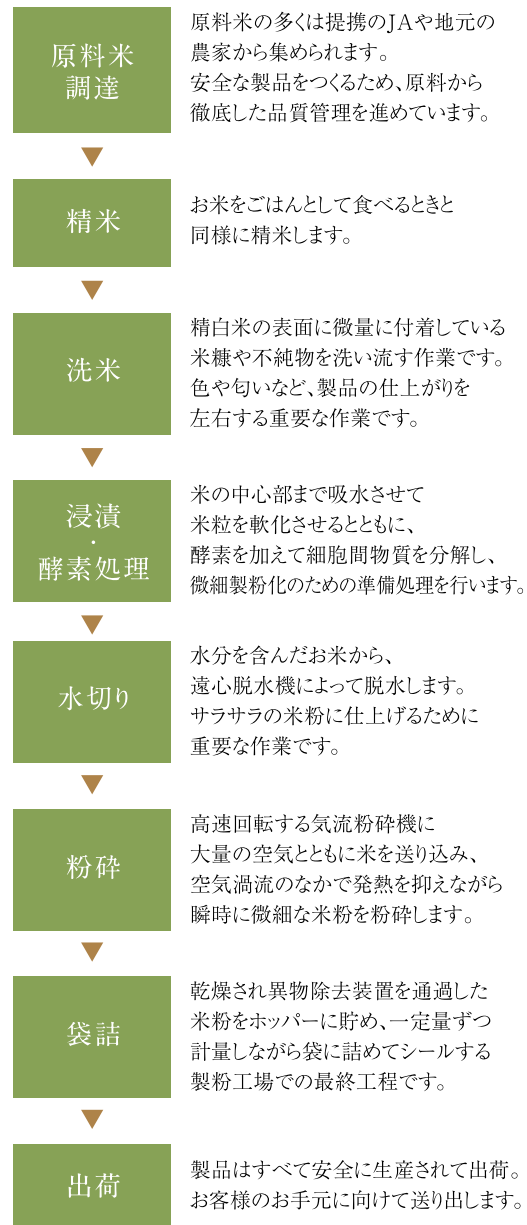 原料米
調達
原料米の多くは提携のJAや地元の
農家から集められます。
安全な製品をつくるため、原料から
徹底した品質管理を進めています。
精米
お米をごはんとして食べるときと
同様に精米します。
洗米
精白米の表面に微量に付着している
米糠や不純物を洗い流す作業です。
色や匂いなど、製品の仕上がりを
左右する重要な作業です。
浸漬
・
酵素処理
米の中心部まで吸水させて
米粒を軟化させるとともに、
酵素を加えて細胞間物質を分解し、
微細製粉化のための準備処理を行います。
水切り
水分を含んだお米から、
遠心脱水機によって脱水します。
サラサラの米粉に仕上げるために
重要な作業です。
粉砕
高速回転する気流粉砕機に
大量の空気とともに米を送り込み、
空気渦流のなかで発熱を抑えながら
瞬時に微細な米粉を粉砕します。
袋詰
乾燥され異物除去装置を通過した
米粉をホッパーに貯め、一定量ずつ
計量しながら袋に詰めてシールする
製粉工場での最終工程です。
出荷
製品はすべて安全に生産されて出荷。
お客様のお手元に向けて送り出します。